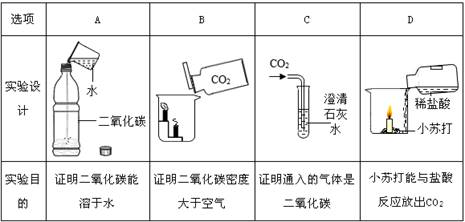 选项 A B C D
实验设计
水
二氧化碳
CO₂
CO₂
澄清
石灰
水
稀盐酸
小苏打
实验目的
证明二氧化碳能
溶于水
证明二氧化碳密度
大于空气
证明通入的气体是
二氧化碳
小苏打能与盐酸
反应放出CO₂